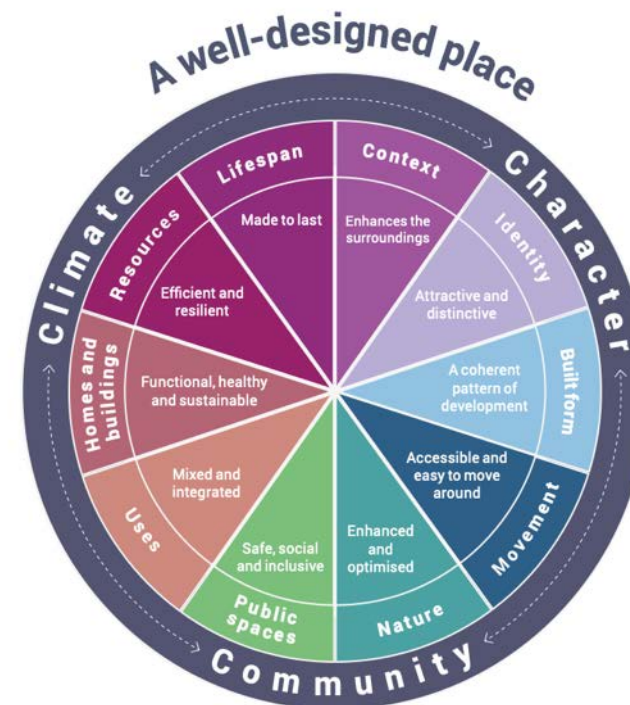 A well-designed place
Climate
Character
Community
Context
Enhances the
surroundings
Identity
Attractive and
distinctive
Built form
A coherent
pattern of
development
Movement
Accessible and
easy to move
around
Nature
Enhanced
and
optimised
Public
spaces
Safe, social
and inclusive
Uses
Mixed and
integrated
Homes and
buildings
Functional, healthy
and sustainable
Resources
Efficient and
resilient
Lifespan
Made to last